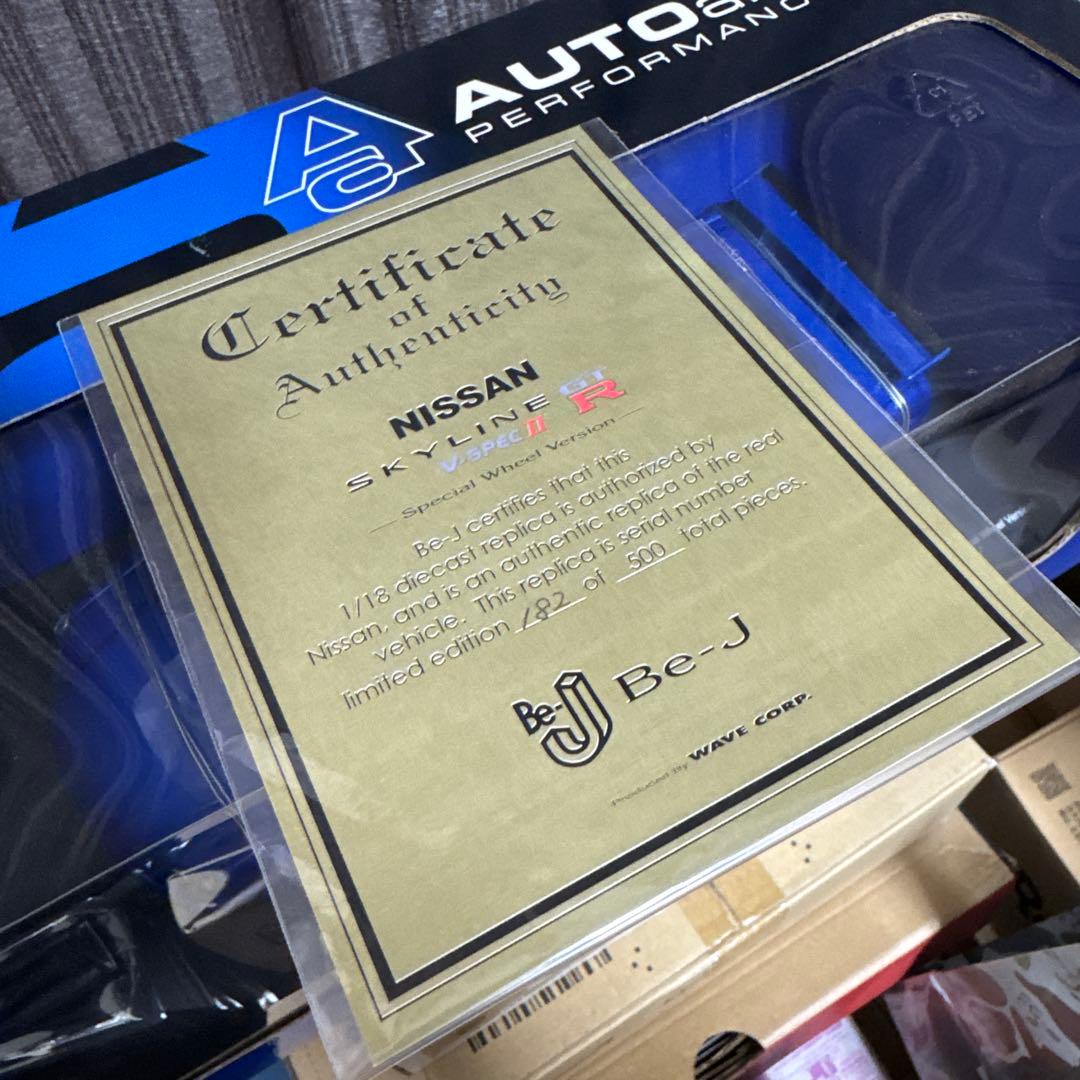 AUTOa
PERFORMANC
AC
Certificate
of
Authenticity
NISSAN
SKYLINE GT R
V·SPEC II
Special Wheel Version
Be-J certifies that this
1/18 diecast replica is authorized by
Nissan, and is an authentic replica of the real
vehicle. This replica is serial number
limited edition 182 of 500 total pieces.
Be-J Be-J
Produced By WAVE CORP.